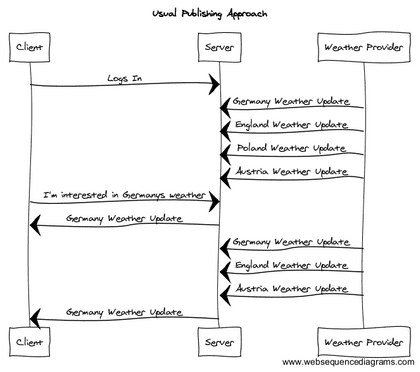 Usual Publishing Approach
Client Server Weather Provider
Logs In
Germany Weather Update
England Weather Update
Poland Weather Update
Austria Weather Update
I'm interested in Germanys weather
Germany Weather Update
Germany Weather Update
England Weather Update
Austria Weather Update
Germany Weather Update
Client Server Weather Provider
www.websequencediagrams.com